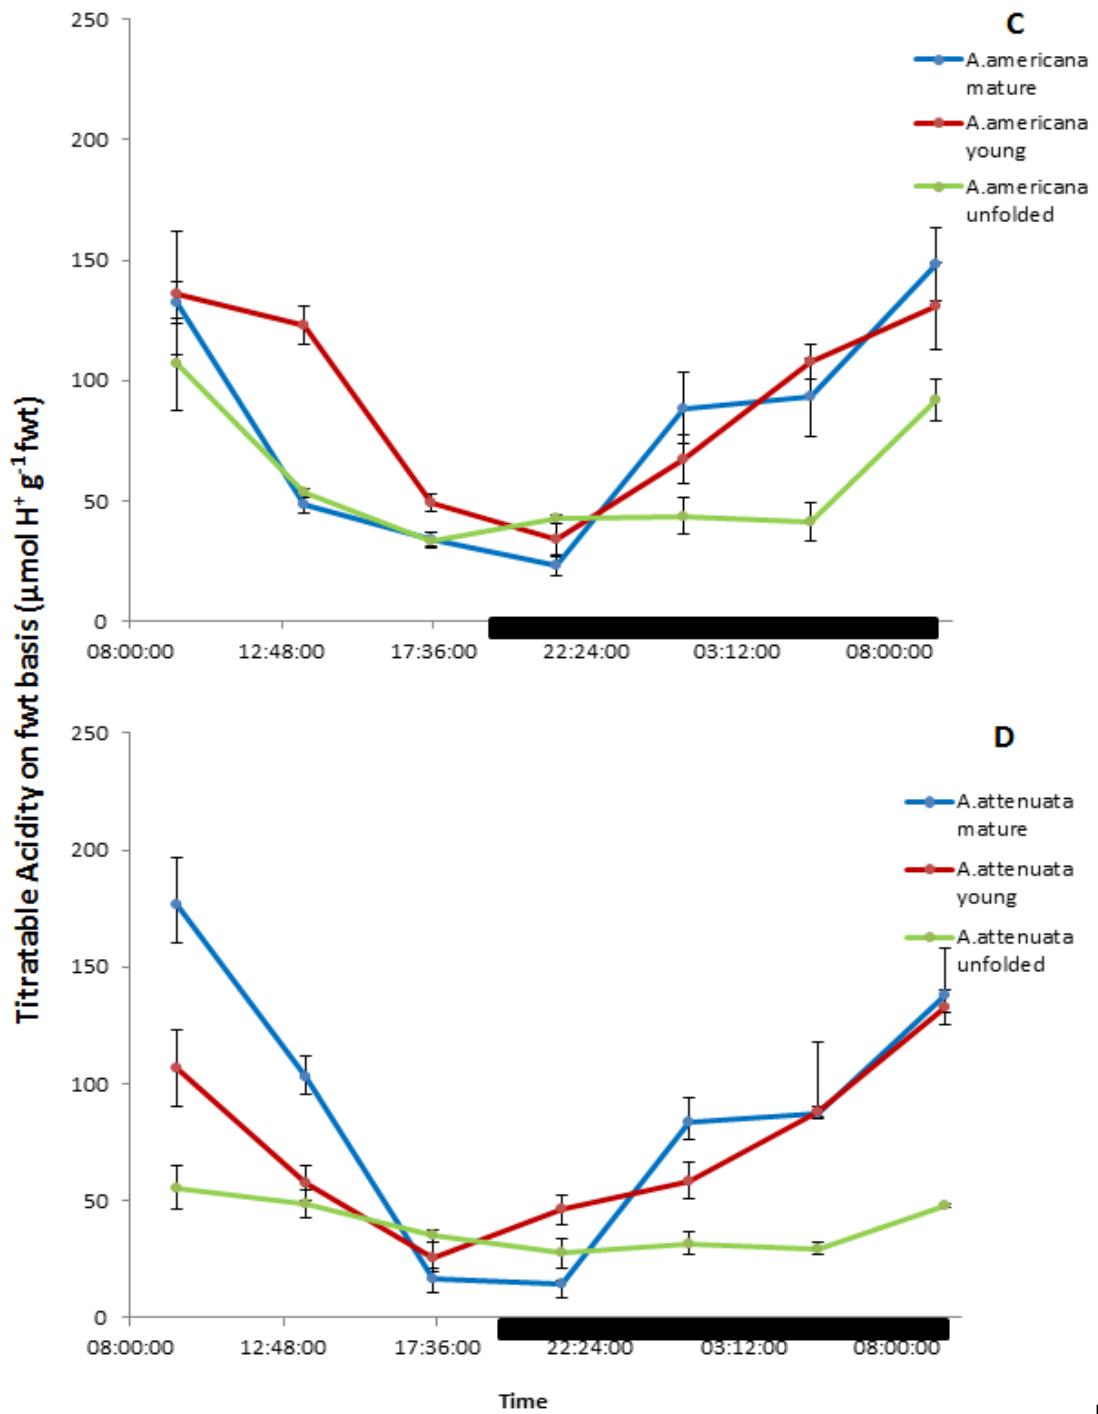 250
C
A.americana
mature
200
A.americana
young
A.americana
unfolded
150
100
50
0
08:00:00 12:48:00 17:36:00 22:24:00 03:12:00 08:00:00
Titratable Acidity on fwt basis (µmol H⁺ g⁻¹ fwt)
250
D
A.attenuata
mature
200
A.attenuata
young
A.attenuata
unfolded
150
100
50
0
08:00:00 12:48:00 17:36:00 22:24:00 03:12:00 08:00:00
Time